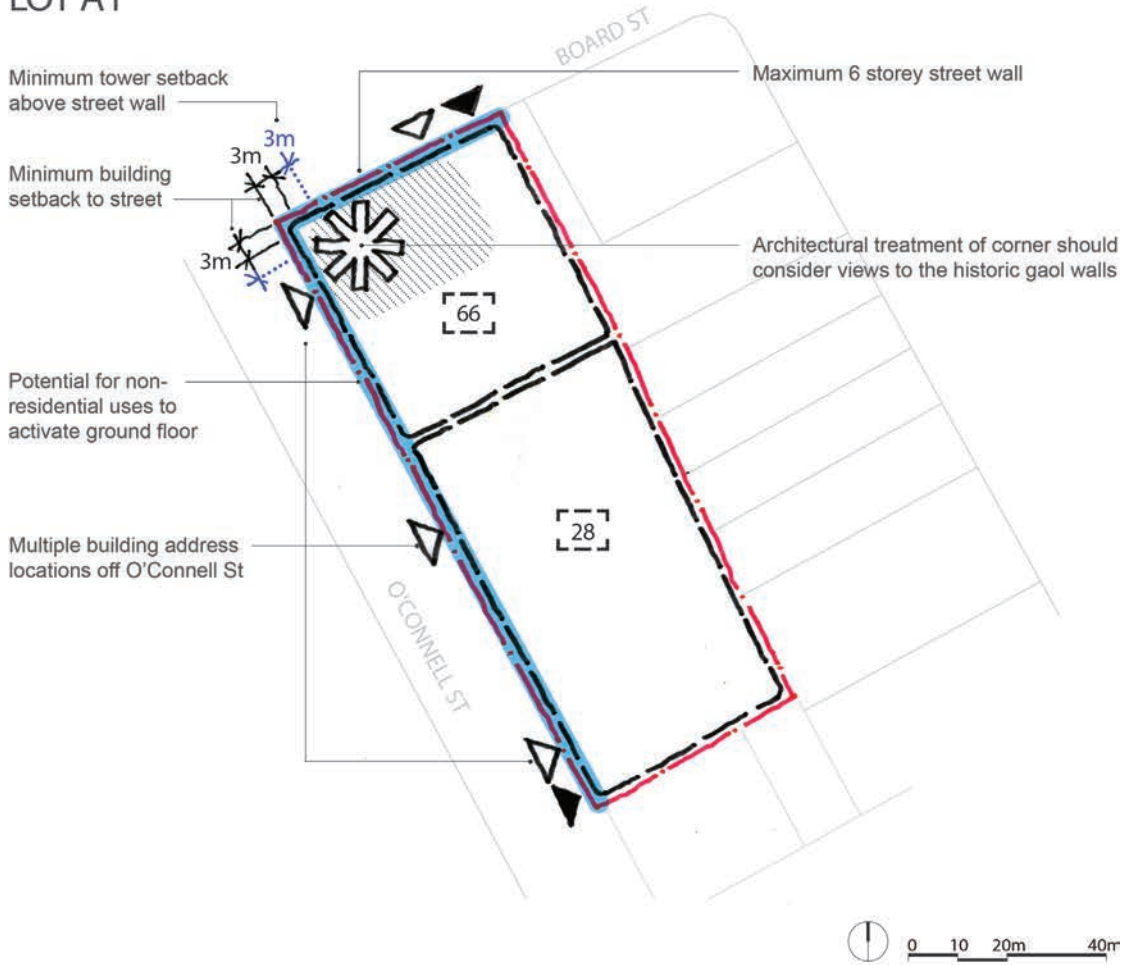 LOT A1
BOARD ST
Minimum tower setback
above street wall
Maximum 6 storey street wall
3m
3m
Minimum building
setback to street
3m
Architectural treatment of corner should
consider views to the historic gaol walls
66
Potential for non-
residential uses to
activate ground floor
28
Multiple building address
locations off O'Connell St
O'CONNELL ST
0 10 20m 40m